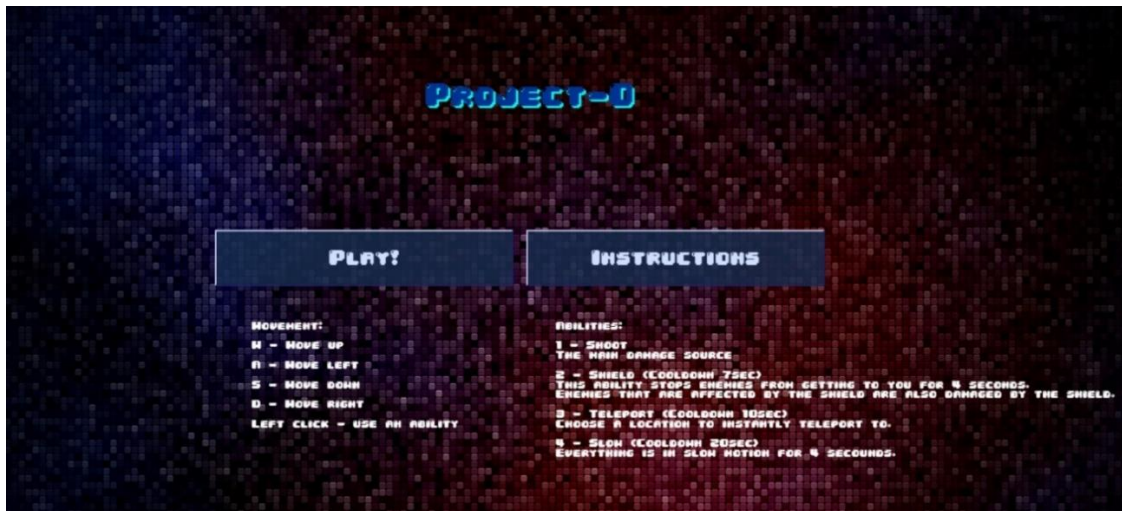 Project-D
Play!
Instructions
Movement:
W - Move up
A - Move left
S - Move down
D - Move right
Left click - use an ability
Abilities:
1 - Shoot
The main damage source
2 - Shield (Cooldown 7sec)
This ability stops enemies from getting to you for 4 seconds.
Enemies that are affected by the shield are also damaged by the shield.
3 - Teleport (Cooldown 10sec)
Choose a location to instantly teleport to.
4 - Slow (Cooldown 20sec)
Everything is in slow motion for 4 secounds.